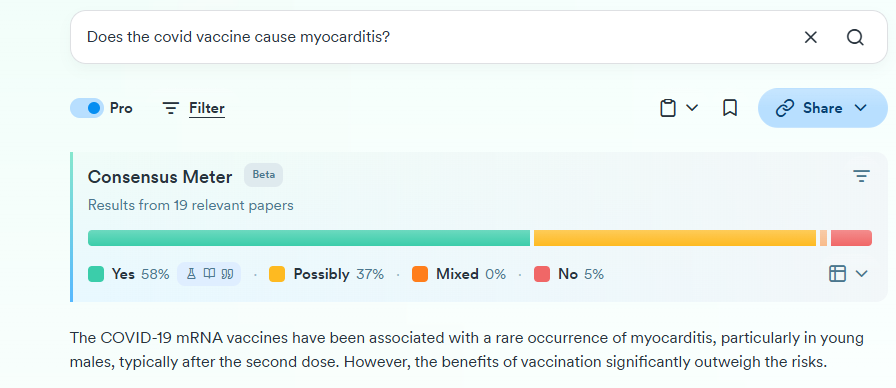 Does the covid vaccine cause myocarditis?
Pro Filter Share
Consensus Meter Beta
Results from 19 relevant papers
Yes 58% · Possibly 37% · Mixed 0% · No 5%
The COVID-19 mRNA vaccines have been associated with a rare occurrence of myocarditis, particularly in young
males, typically after the second dose. However, the benefits of vaccination significantly outweigh the risks.